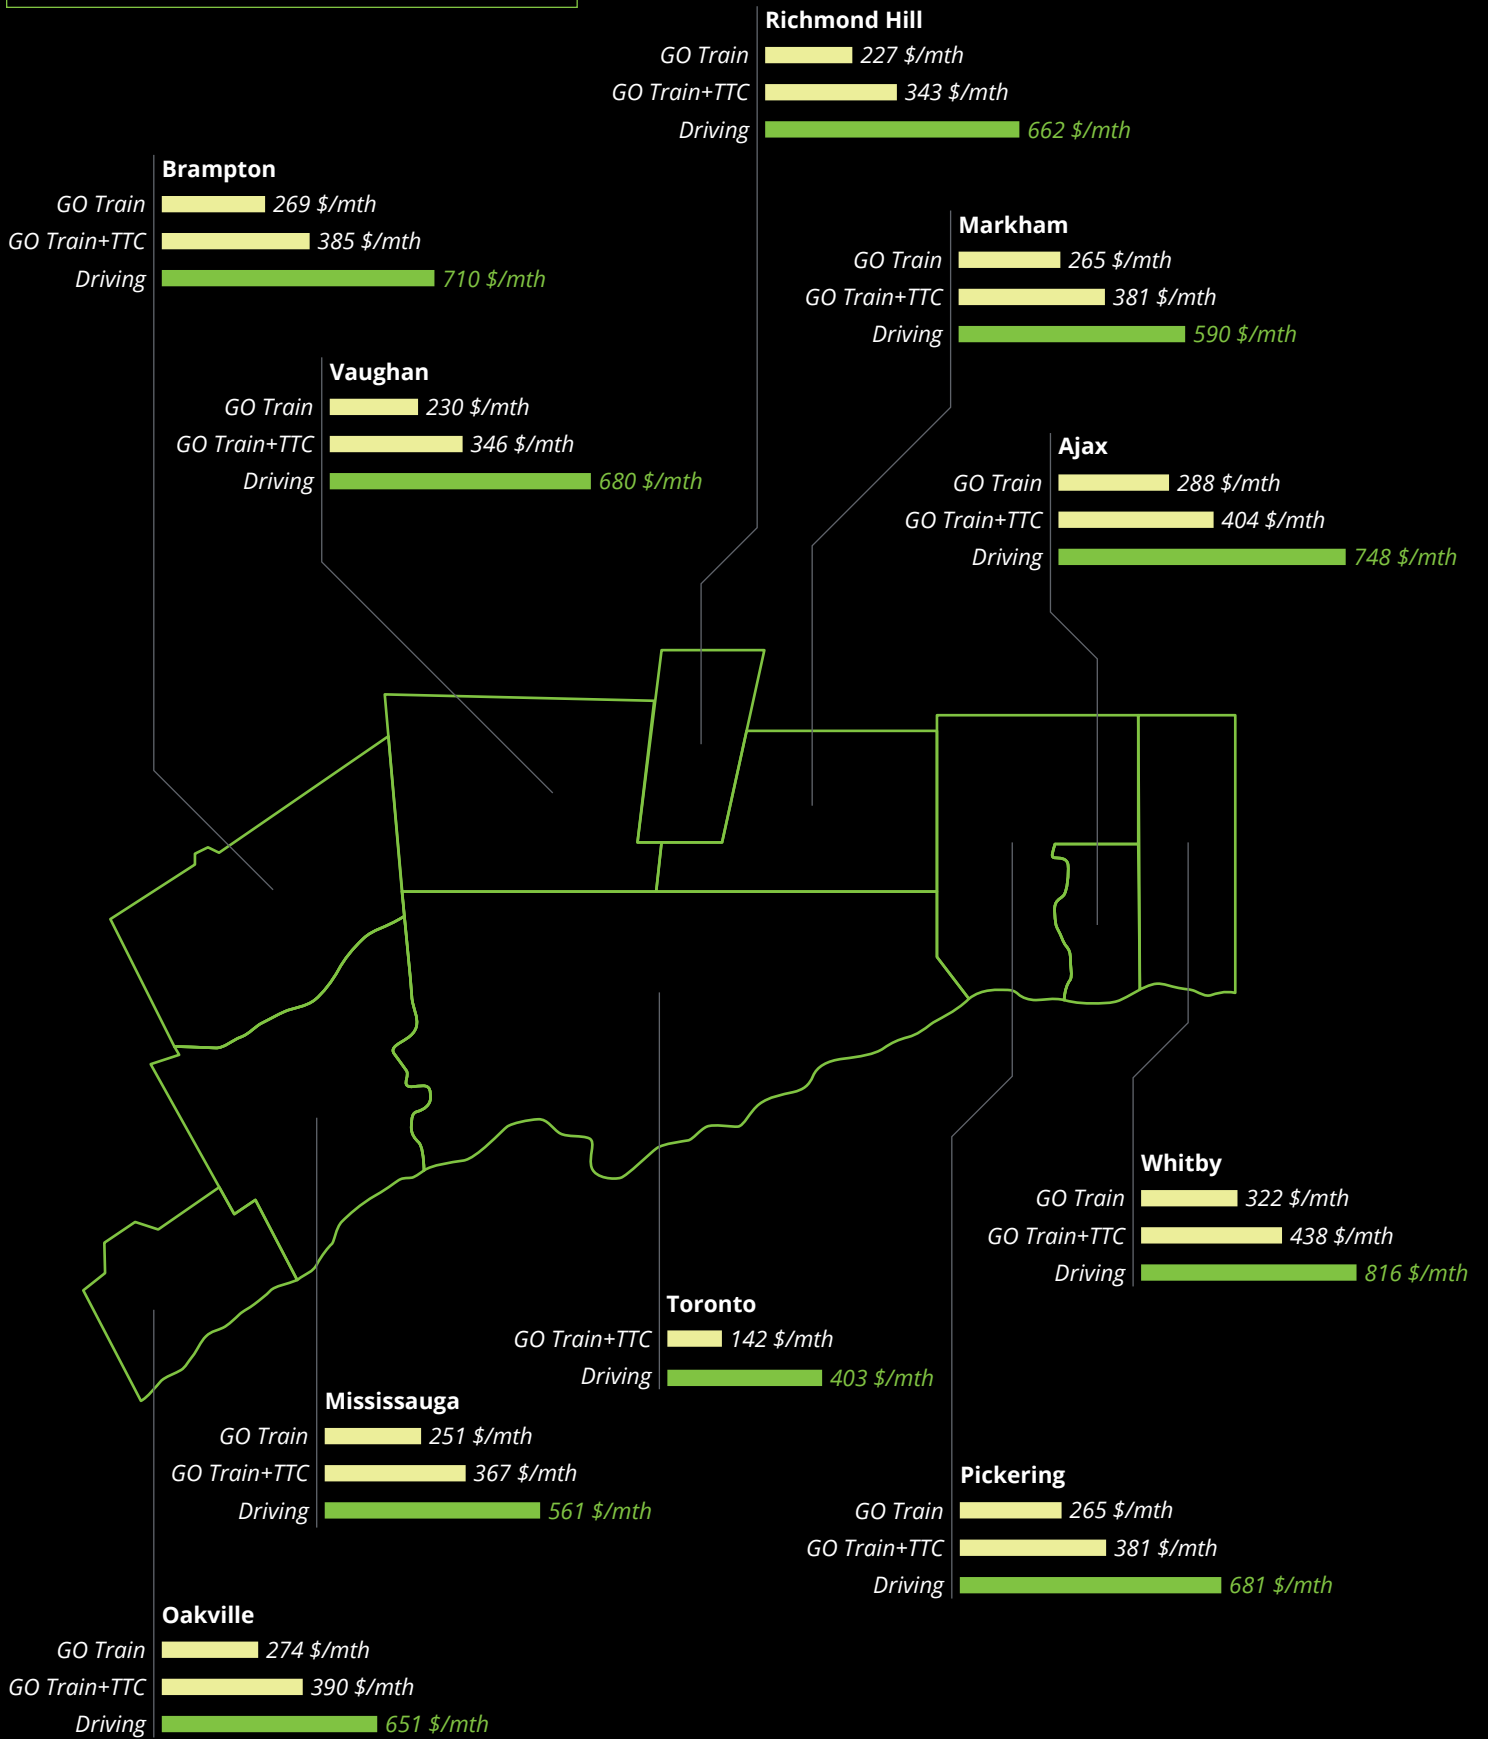 Richmond Hill
GO Train 227 $/mth
GO Train+TTC 343 $/mth
Driving 662 $/mth
Brampton
GO Train 269 $/mth
GO Train+TTC 385 $/mth
Driving 710 $/mth
Markham
GO Train 265 $/mth
GO Train+TTC 381 $/mth
Driving 590 $/mth
Vaughan
GO Train 230 $/mth
GO Train+TTC 346 $/mth
Driving 680 $/mth
Ajax
GO Train 288 $/mth
GO Train+TTC 404 $/mth
Driving 748 $/mth
Whitby
GO Train 322 $/mth
GO Train+TTC 438 $/mth
Driving 816 $/mth
Toronto
GO Train+TTC 142 $/mth
Driving 403 $/mth
Mississauga
GO Train 251 $/mth
GO Train+TTC 367 $/mth
Driving 561 $/mth
Pickering
GO Train 265 $/mth
GO Train+TTC 381 $/mth
Driving 681 $/mth
Oakville
GO Train 274 $/mth
GO Train+TTC 390 $/mth
Driving 651 $/mth